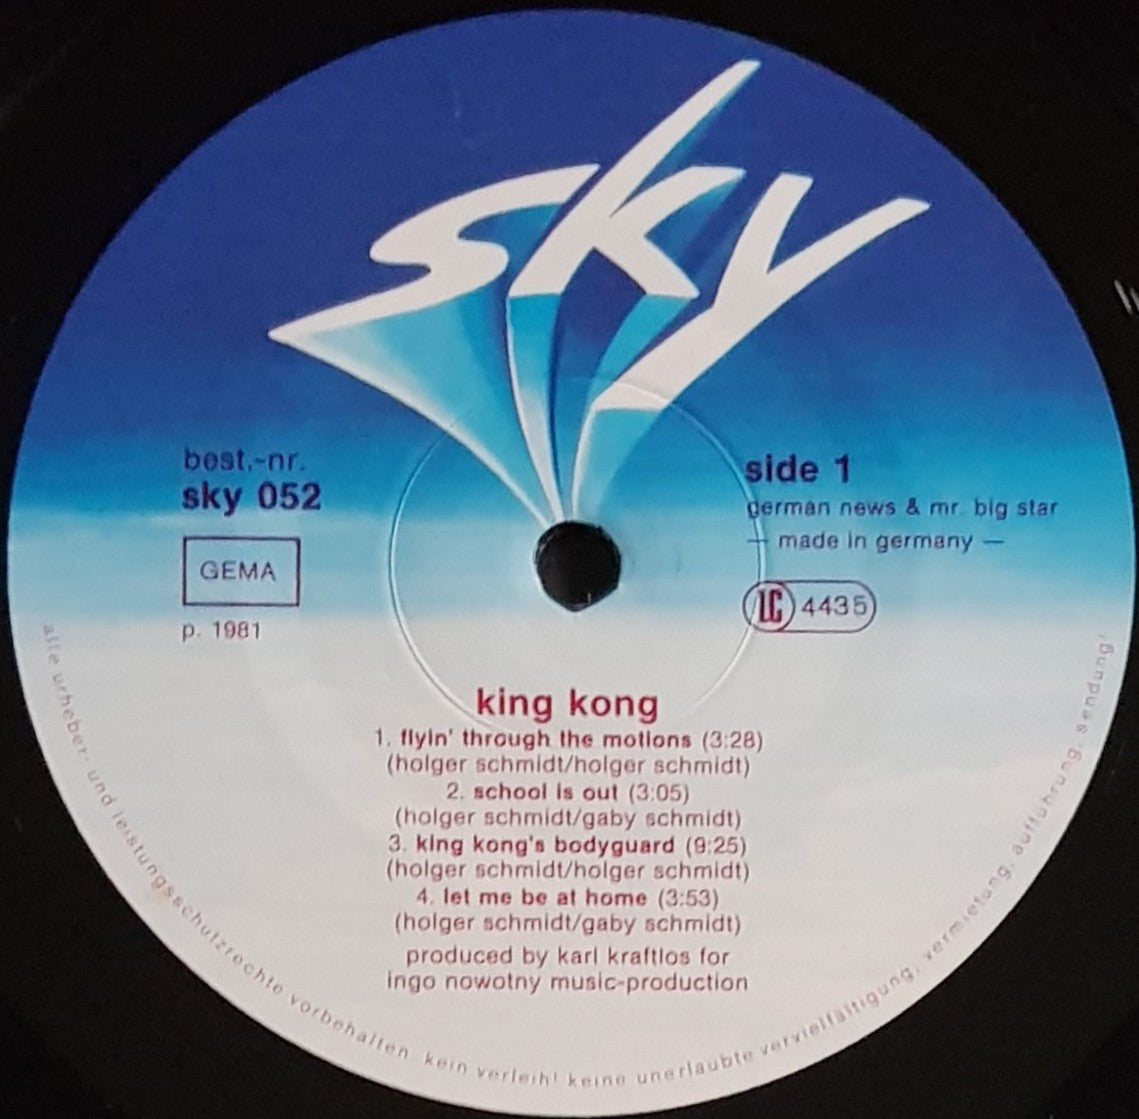 sky
best.-nr.
sky 052
GEMA
p. 1981
side 1
german news & mr. big star
— made in germany —
LC 4435
king kong
1. flyin' through the motions (3:28)
(holger schmidt/holger schmidt)
2. school is out (3:05)
(holger schmidt/gaby schmidt)
3. king kong's bodyguard (9:25)
(holger schmidt/holger schmidt)
4. let me be at home (3:53)
(holger schmidt/gaby schmidt)
produced by karl kraftlos for
ingo nowotny music-production
alle urheber- und leistungsschutzrechte vorbehalten. kein verleih! keine unerlaubte vervielfältigung, vermietung, aufführung, sendung!